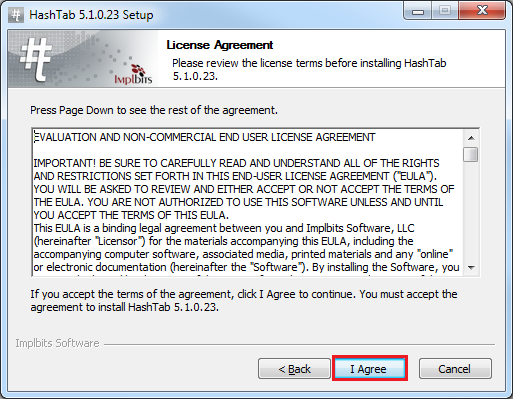 HashTab 5.1.0.23 Setup
License Agreement
Please review the license terms before installing HashTab
5.1.0.23.
Implbits
Press Page Down to see the rest of the agreement.
EVALUATION AND NON-COMMERCIAL END USER LICENSE AGREEMENT
IMPORTANT! BE SURE TO CAREFULLY READ AND UNDERSTAND ALL OF THE RIGHTS
AND RESTRICTIONS SET FORTH IN THIS END-USER LICENSE AGREEMENT ("EULA").
YOU WILL BE ASKED TO REVIEW AND EITHER ACCEPT OR NOT ACCEPT THE TERMS OF
THE EULA. YOU ARE NOT AUTHORIZED TO USE THIS SOFTWARE UNLESS AND UNTIL
YOU ACCEPT THE TERMS OF THIS EULA.
This EULA is a binding legal agreement between you and Implbits Software, LLC
(hereinafter "Licensor") for the materials accompanying this EULA, including the
accompanying computer software, associated media, printed materials and any "online"
or electronic documentation (hereinafter the "Software"). By installing the Software, you
If you accept the terms of the agreement, click I Agree to continue. You must accept the
agreement to install HashTab 5.1.0.23.
Implbits Software
< Back
I Agree
Cancel